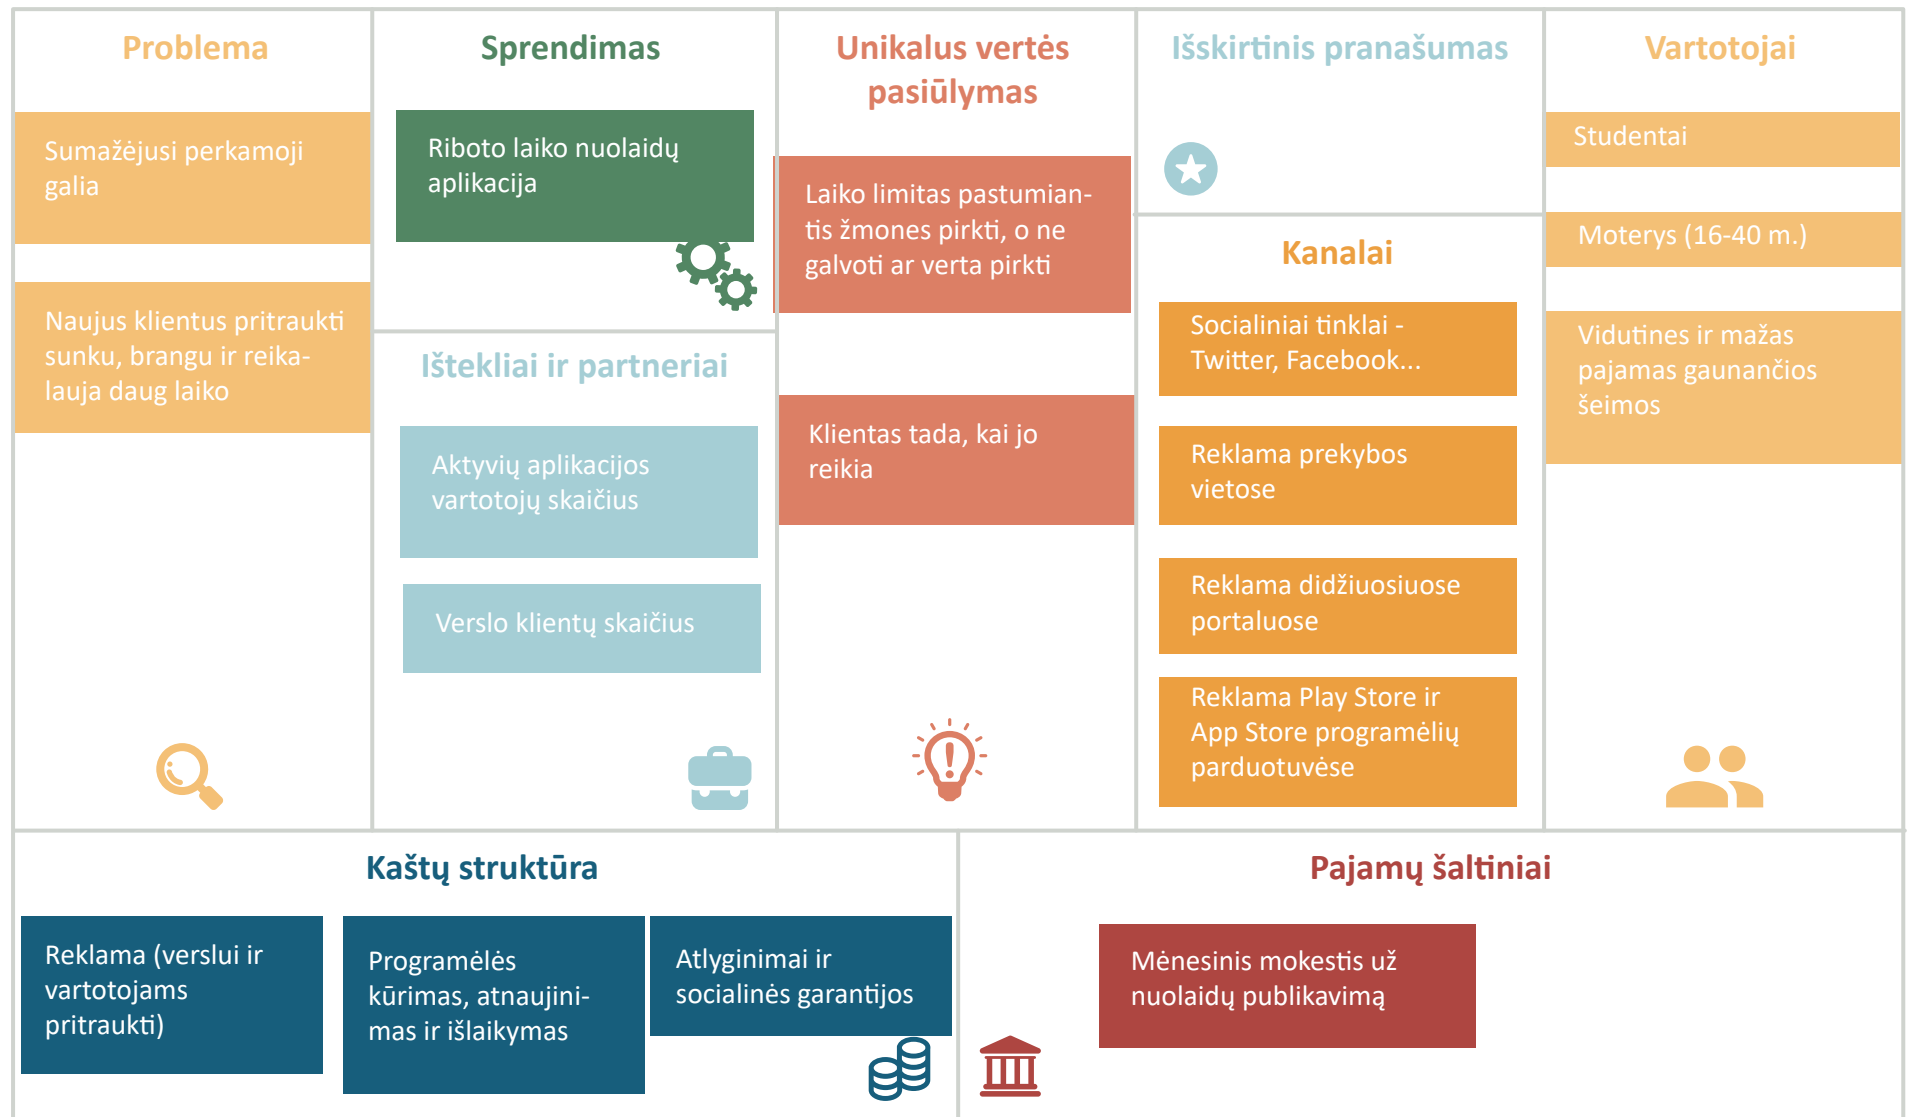 Problema
Sumažėjusi perkamoji
galia
Naujus klientus pritraukti
sunku, brangu ir reika-
lauja daug laiko
Sprendimas
Riboto laiko nuolaidų
aplikacija
Ištekliai ir partneriai
Aktyvių aplikacijos
vartotojų skaičius
Verslo klientų skaičius
Unikalus vertės
pasiūlymas
Laiko limitas pastumian-
tis žmones pirkti, o ne
galvoti ar verta pirkti
Klientas tada, kai jo
reikia
Išskirtinis pranašumas
Kanalai
Socialiniai tinklai -
Twitter, Facebook...
Reklama prekybos
vietose
Reklama didžiuosiuose
portaluose
Reklama Play Store ir
App Store programėlių
parduotuvėse
Vartotojai
Studentai
Moterys (16-40 m.)
Vidutines ir mažas
pajamas gaunančios
šeimos
Kaštų struktūra
Reklama (verslui ir
vartotojams
pritraukti)
Programėlės
kūrimas, atnaujini-
mas ir išlaikymas
Atlyginimai ir
socialinės garantijos
Pajamų šaltiniai
Mėnesinis mokestis už
nuolaidų publikavimą